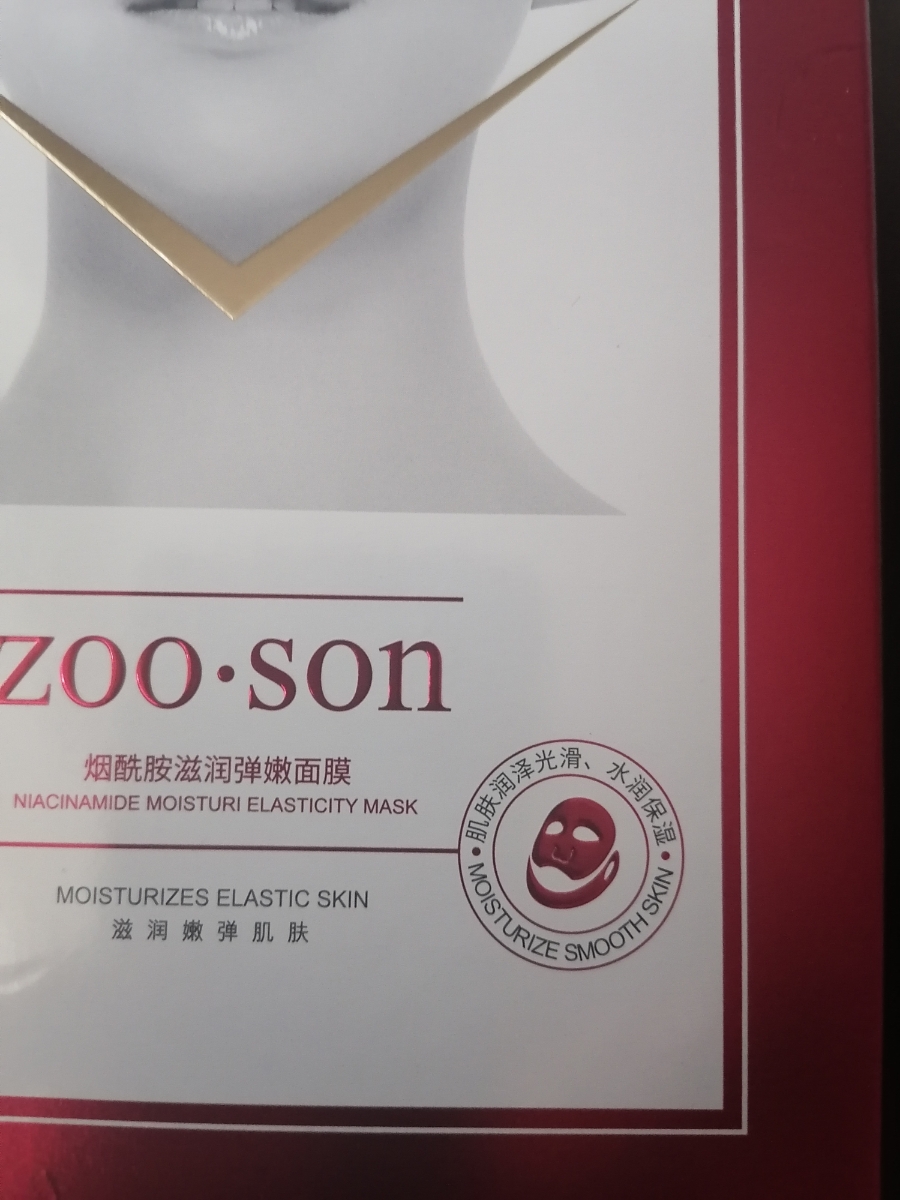 zoo·son
烟酰胺滋润弹嫩面膜
NIACINAMIDE MOISTURI ELASTICITY MASK
MOISTURIZES ELASTIC SKIN
滋润嫩弹肌肤
肌肤润泽光滑、水润保湿
MOISTURIZE SMOOTH SKIN